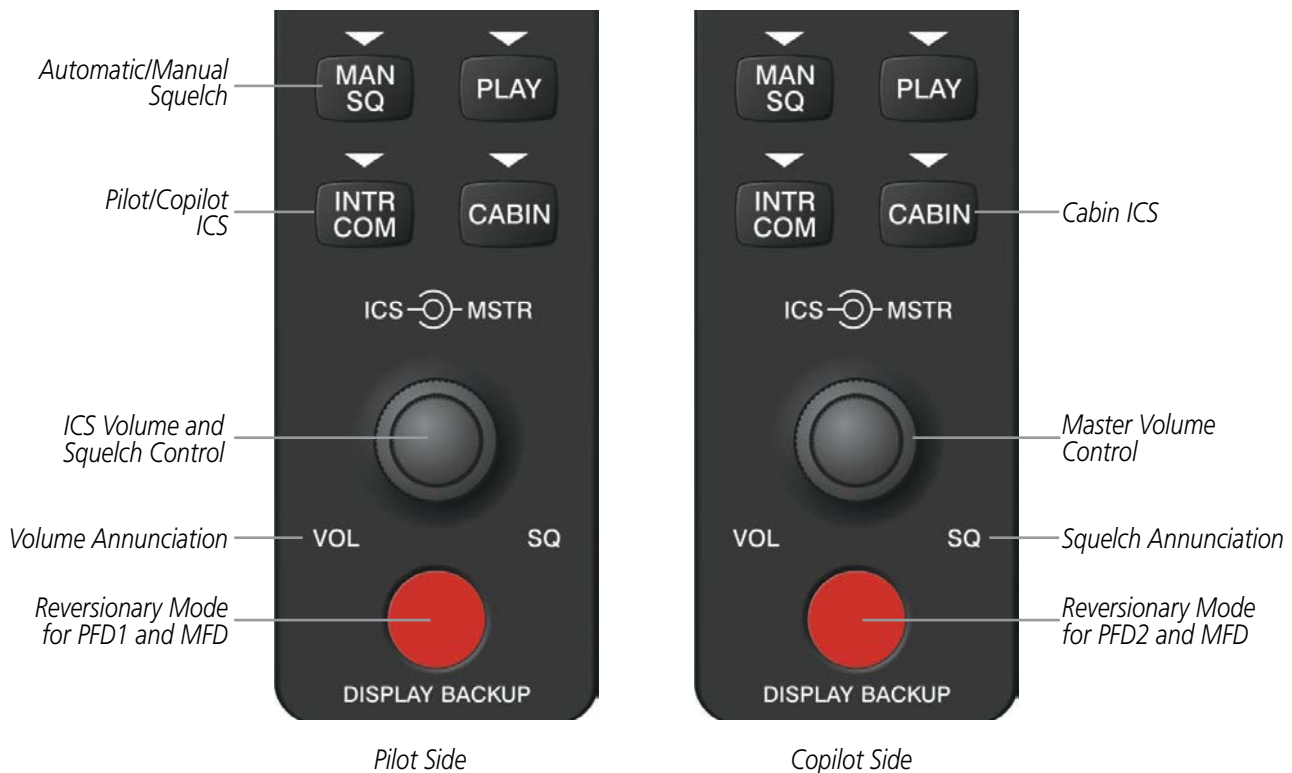 Automatic/Manual
Squelch
MAN
SQ
PLAY
MAN
SQ
PLAY
Pilot/Copilot
ICS
INTR
COM
CABIN
INTR
COM
CABIN
Cabin ICS
ICS MSTR
ICS MSTR
ICS Volume and
Squelch Control
Master Volume
Control
Volume Annunciation
VOL SQ
VOL SQ
Squelch Annunciation
Reversionary Mode
for PFD1 and MFD
Reversionary Mode
for PFD2 and MFD
DISPLAY BACKUP
DISPLAY BACKUP
Pilot Side
Copilot Side